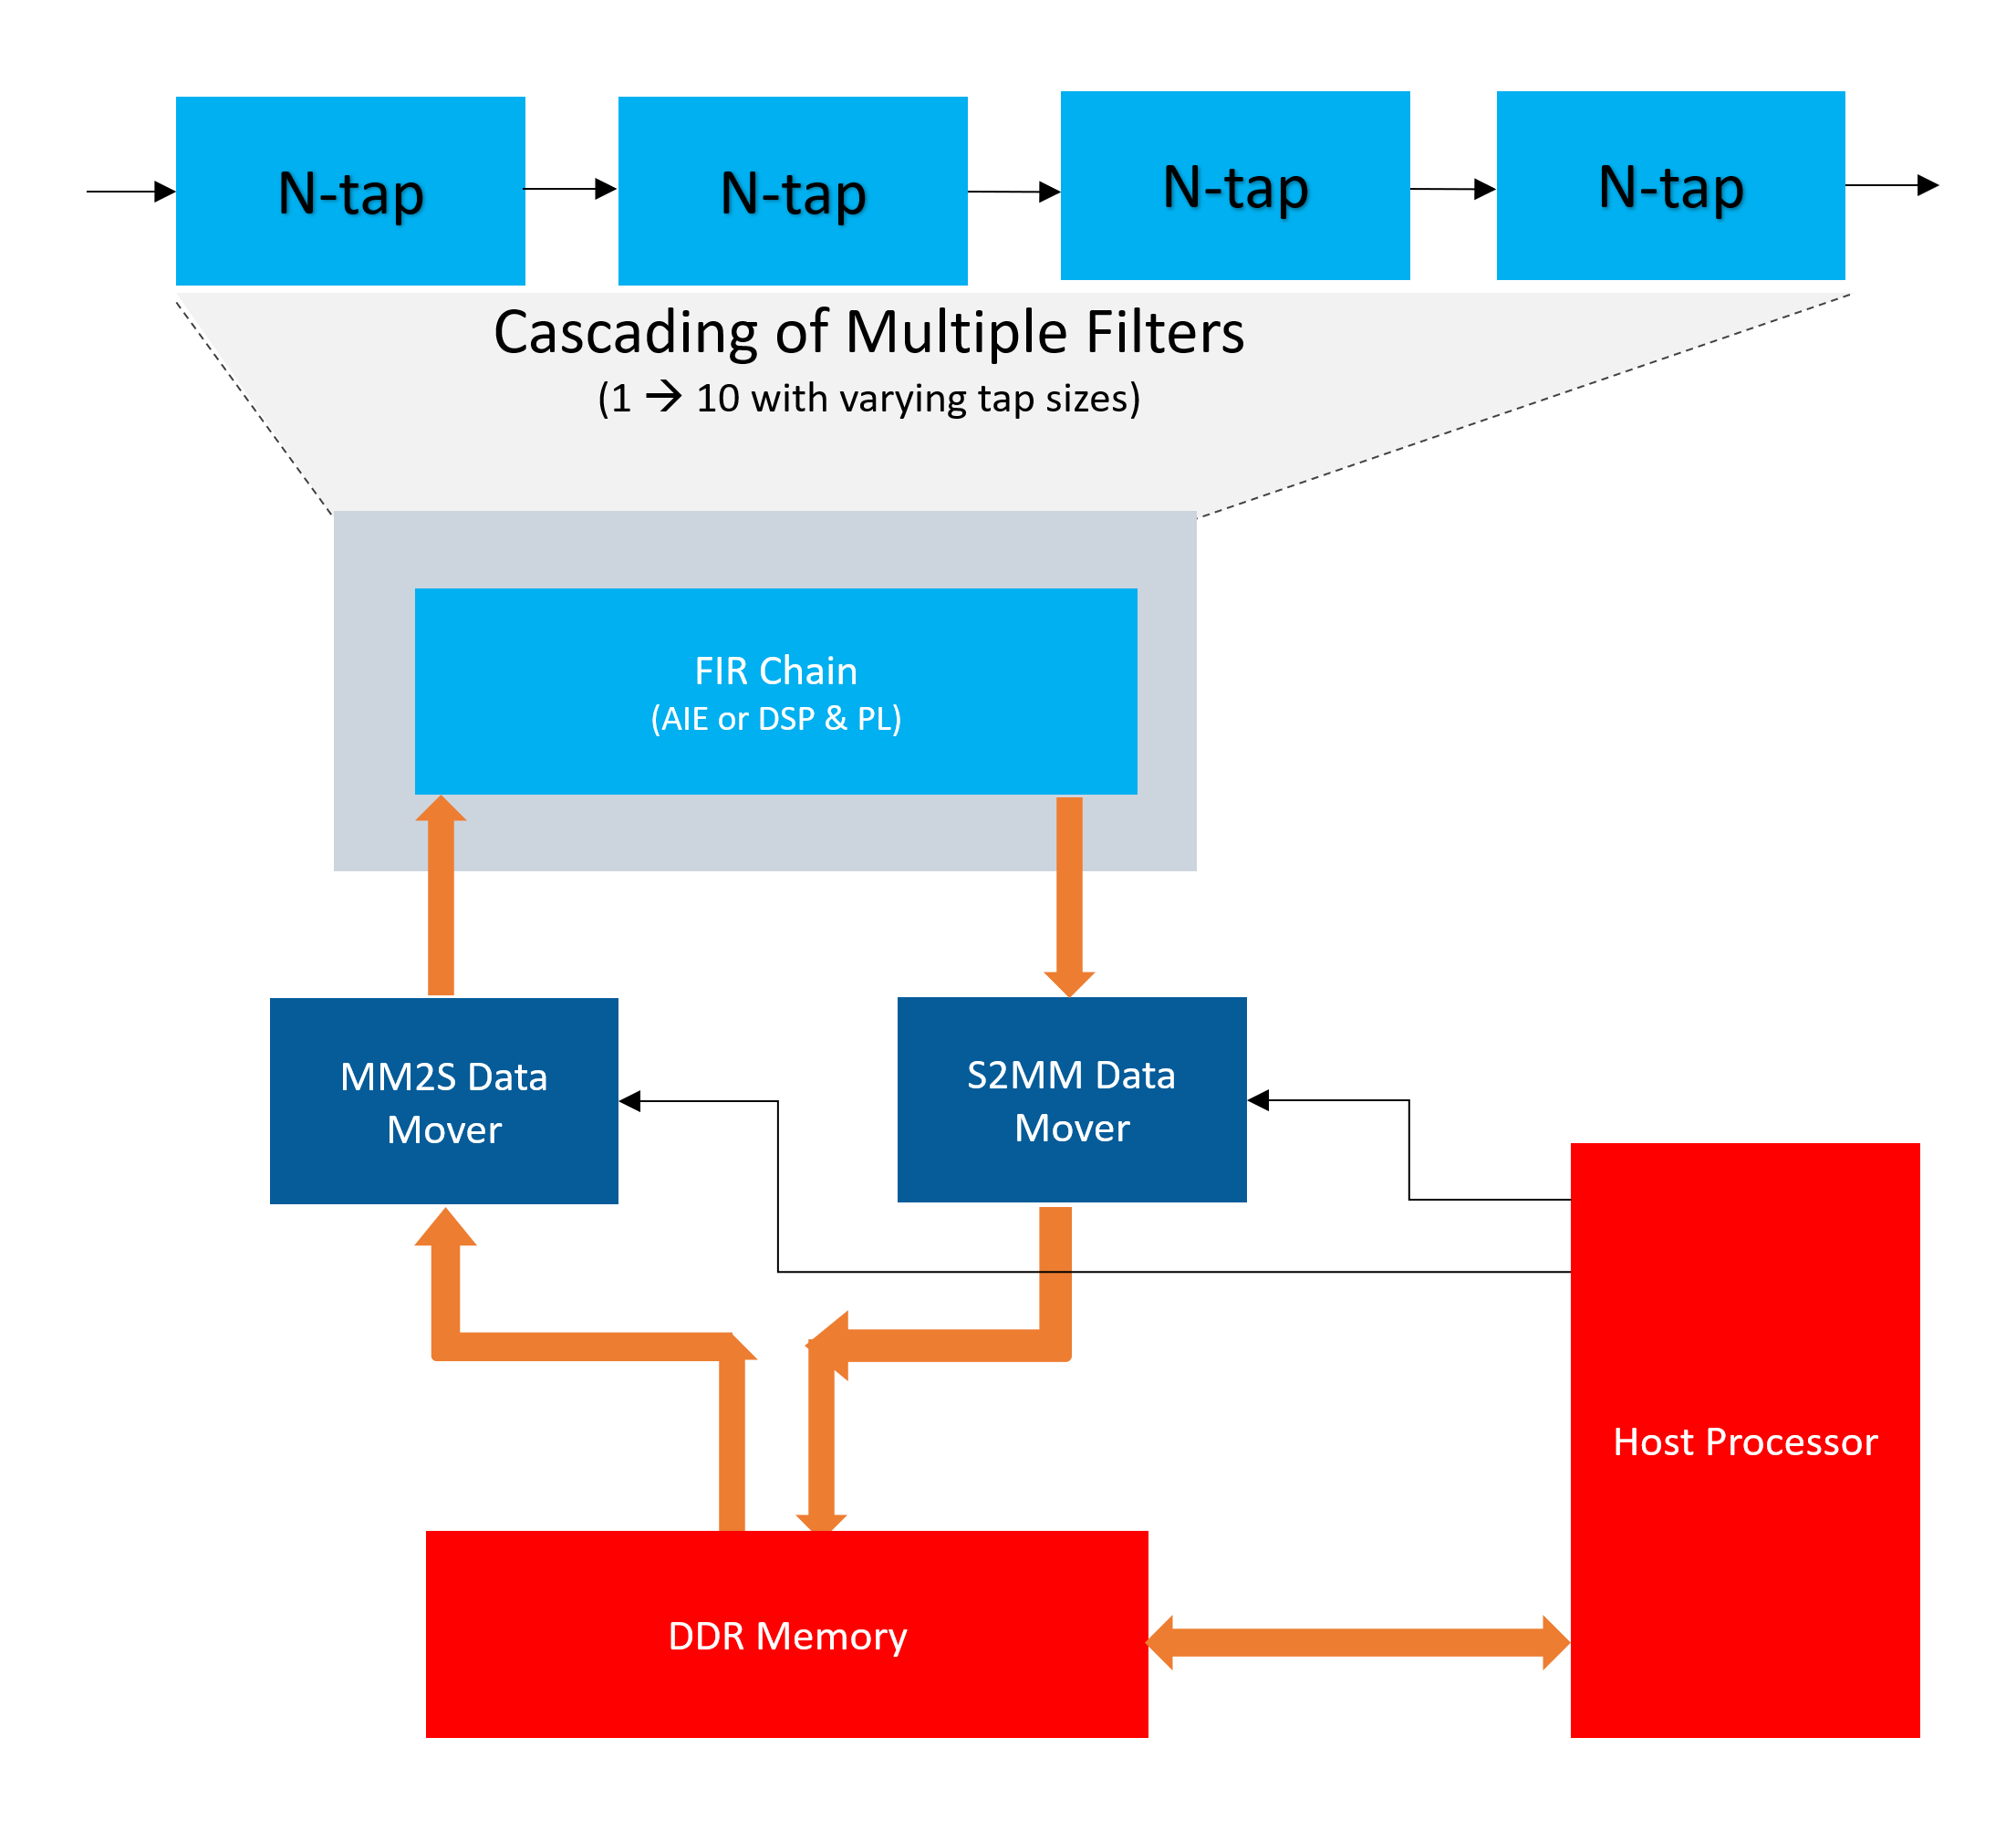 N-tap
N-tap
N-tap
N-tap
Cascading of Multiple Filters
(1 → 10 with varying tap sizes)
FIR Chain
(AIE or DSP & PL)
MM2S Data
Mover
S2MM Data
Mover
Host Processor
DDR Memory